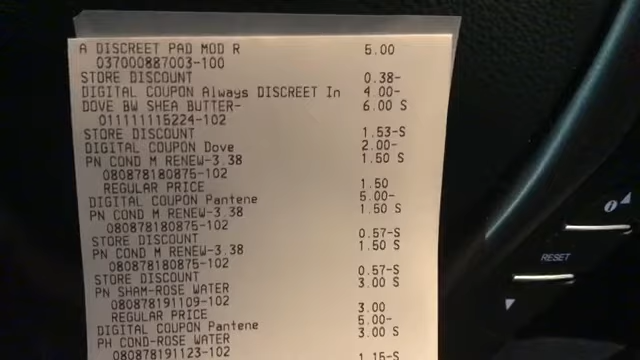 A DISCREET PAD MOD R 5.00
037000887003-100
STORE DISCOUNT 0.38-
DIGITAL COUPON Always DISCREET In 4.00-
DOVE BW SHEA BUTTER- 6.00 S
011111115224-102
STORE DISCOUNT 1.53-S
DIGITAL COUPON Dove 2.00-
PN COND M RENEW-3.38 1.50 S
080878180875-102
REGULAR PRICE 1.50
DIGITAL COUPON Pantene 5.00-
PN COND M RENEW-3.38 1.50 S
080878180875-102
STORE DISCOUNT 0.57-S
PN COND M RENEW-3.38 1.50 S
080878180875-102
STORE DISCOUNT 0.57-S
PN SHAM-ROSE WATER 3.00 S
080878191109-102
REGULAR PRICE 3.00
DIGITAL COUPON Pantene 5.00-
PH COND-ROSE WATER 3.00 S
080878191123-102
1.15-S
i
RESET